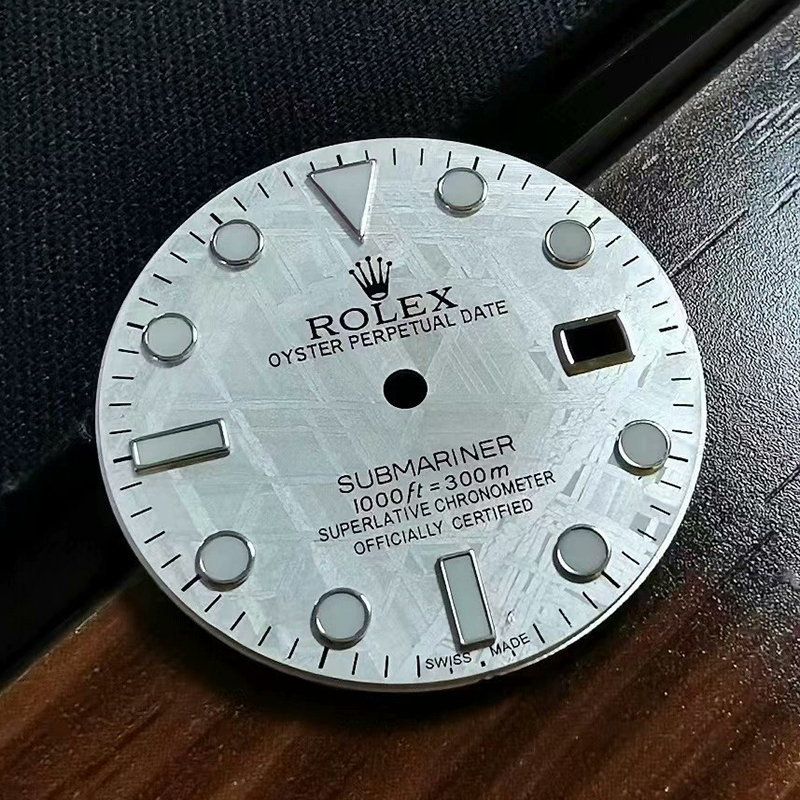 ROLEX
OYSTER PERPETUAL DATE
SUBMARINER
1000ft = 300m
SUPERLATIVE CHRONOMETER
OFFICIALLY CERTIFIED
SWISS MADE